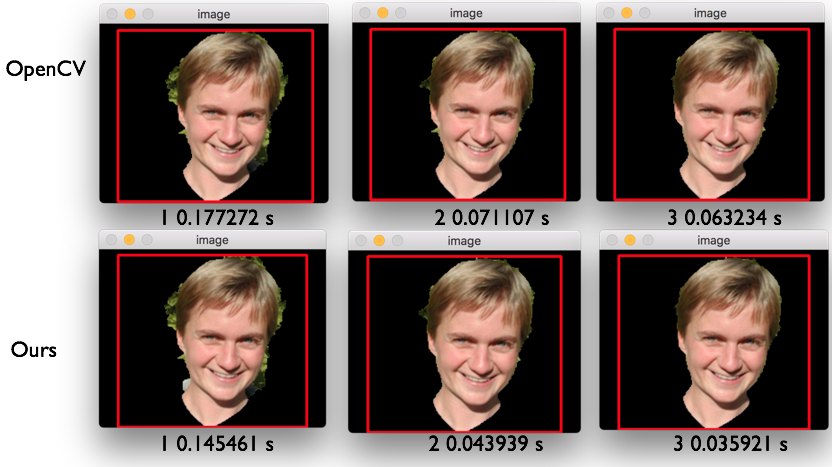 image
image
image
OpenCV
1 0.177272 s
2 0.071107 s
3 0.063234 s
image
image
image
Ours
1 0.145461 s
2 0.043939 s
3 0.035921 s